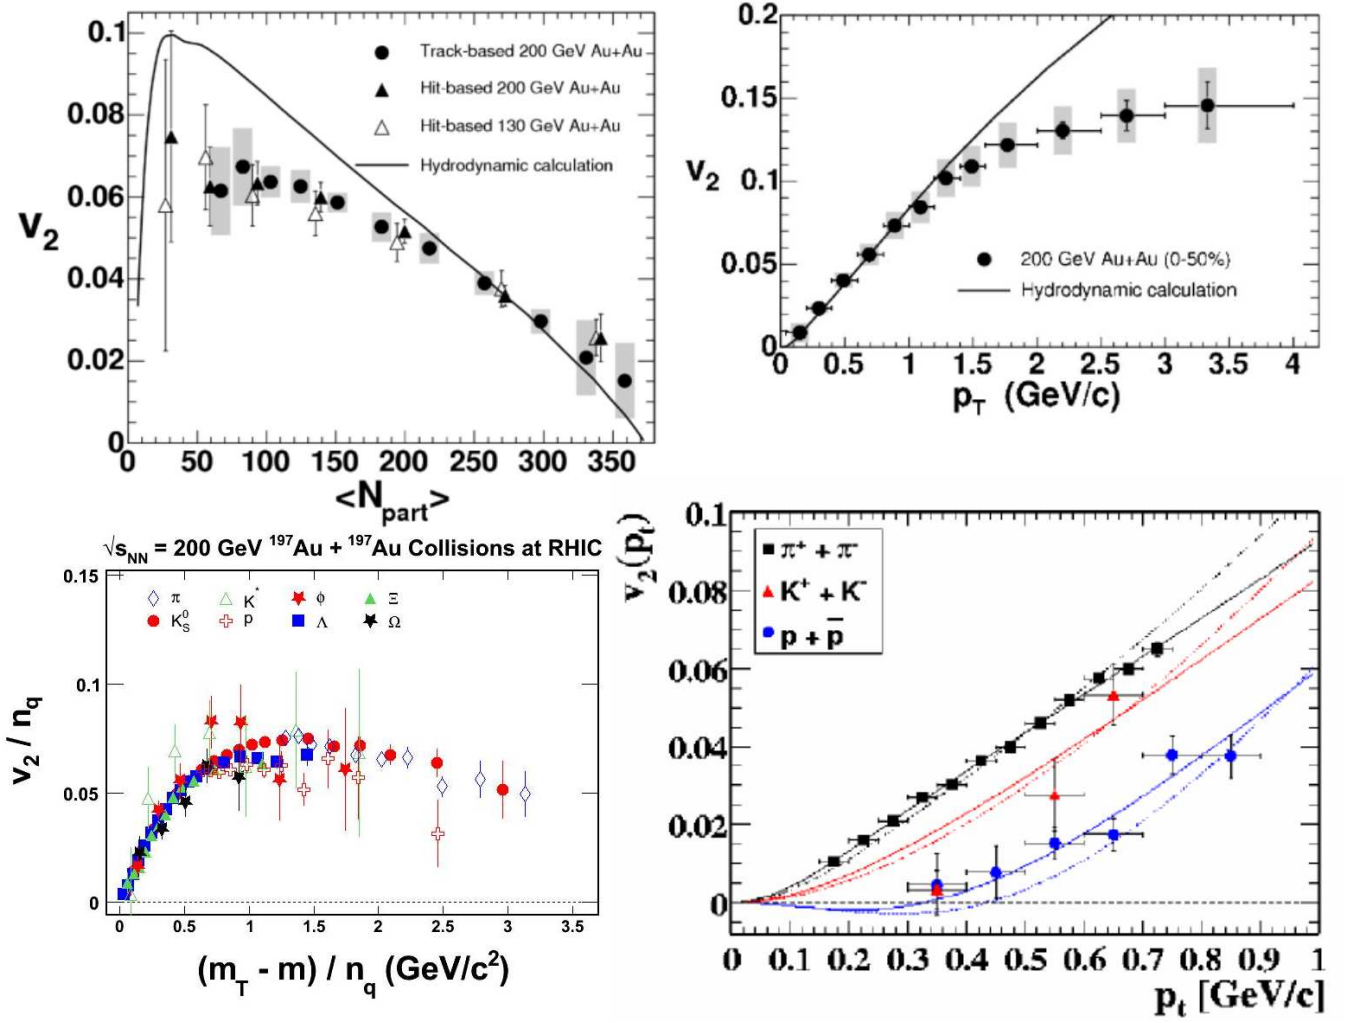 0.1
0.08
0.06
0.04
0.02
0
v2
0 50 100 150 200 250 300 350
<Npart>
Track-based 200 GeV Au+Au
Hit-based 200 GeV Au+Au
Hit-based 130 GeV Au+Au
Hydrodynamic calculation
0.2
0.15
0.1
0.05
0
v2
200 GeV Au+Au (0-50%)
Hydrodynamic calculation
0 0.5 1 1.5 2 2.5 3 3.5 4
pT (GeV/c)
√sNN = 200 GeV 197Au + 197Au Collisions at RHIC
0.15
0.1
0.05
0
v2 / nq
π K* ϕ Ξ
K0S p Λ Ω
0 0.5 1 1.5 2 2.5 3 3.5
(mT - m) / nq (GeV/c2)
v2(pt)
0.1
0.08
0.06
0.04
0.02
0
π+ + π-
K+ + K-
p + p̄
0 0.1 0.2 0.3 0.4 0.5 0.6 0.7 0.8 0.9 1
pt [GeV/c]